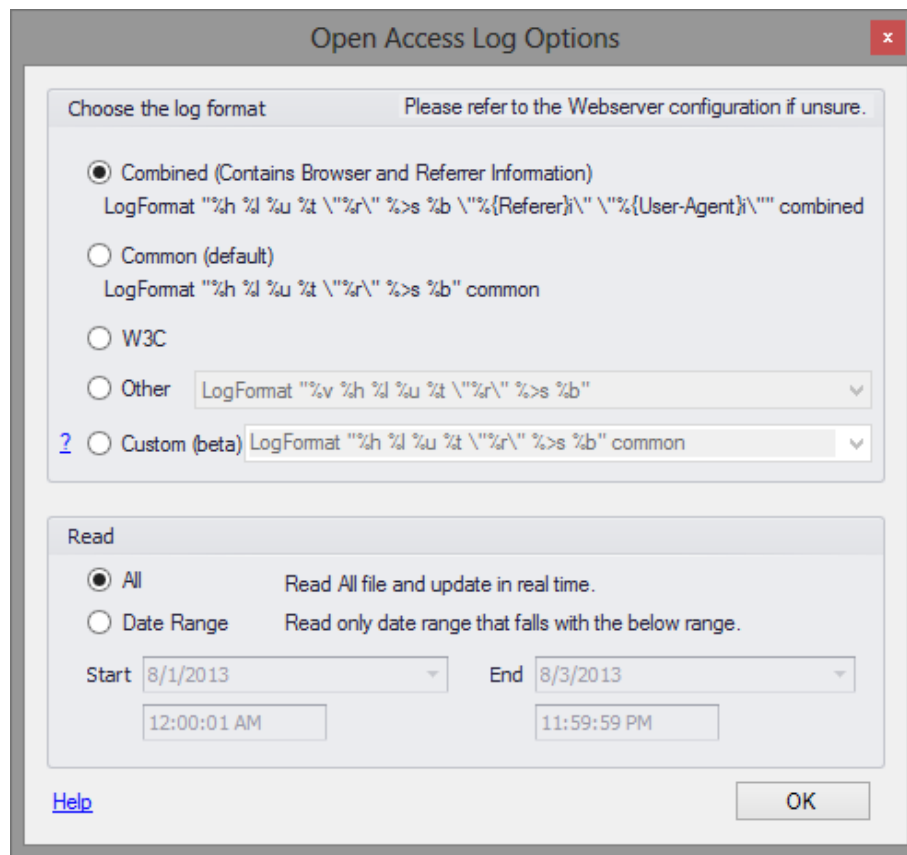 Open Access Log Options
x
Choose the log format Please refer to the Webserver configuration if unsure.
Combined (Contains Browser and Referrer Information)
LogFormat "%h %l %u %t \"%r\" %>s %b \"%{Referer}i\" \"%{User-Agent}i\"" combined
Common (default)
LogFormat "%h %l %u %t \"%r\" %>s %b" common
W3C
Other LogFormat "%v %h %l %u %t \"%r\" %>s %b"
? Custom (beta) LogFormat "%h %l %u %t \"%r\" %>s %b" common
Read
All Read All file and update in real time.
Date Range Read only date range that falls with the below range.
Start 8/1/2013 End 8/3/2013
12:00:01 AM 11:59:59 PM
Help OK